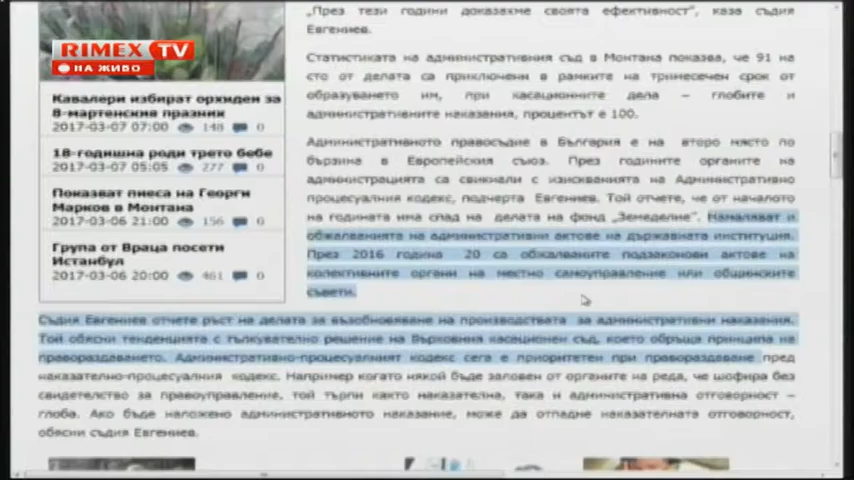 RIMEX TV
НА ЖИВО
Кавалери избират орхидеи за
8-мартенския празник
2017-03-07 07:00 148 0
18-годишна роди трето бебе
2017-03-07 05:05 277 0
Показват пиеса на Георги
Марков в Монтана
2017-03-06 21:00 156 0
Група от Враца посети
Истанбул
2017-03-06 20:00 461 0
„През тези години доказахме своята ефективност", каза съдия
Евгениев.
Статистиката на административния съд в Монтана показва, че 91 на
сто от делата са приключени в рамките на тримесечен срок от
образуването им, при касационните дела – глобите и
административните наказания, процентът е 100.
Административното правосъдие в България е на второ място по
бързина в Европейския съюз. През годините органите на
администрацията са свикнали с изискванията на Административно
процесуалния кодекс, подчерта Евгениев. Той отчете, че от началото
на годината има спад на делата на фонд „Земеделие". Намаляват и
обжалванията на административни актове на държавната институция.
През 2016 година 20 са обжалваните подзаконови актове на
колективните органи на местно самоуправление или общинските
съвети.
Съдия Евгениев отчете ръст на делата за възобновяване на производствата за административни наказания.
Той обясни тенденцията с тълкувателно решение на Върховния касационен съд, което обръща принципа на
правораздаването. Административно-процесуалният кодекс сега е приоритетен при правораздаване пред
наказателно-процесуалния кодекс. Например когато някой бъде заловен от органите на реда, че шофира без
свидетелство за правоуправление, той търпи както наказателна, така и административна отговорност –
глоба. Ако бъде наложено административното наказание, може да отпадне наказателната отговорност,
обясни съдия Евгениев.